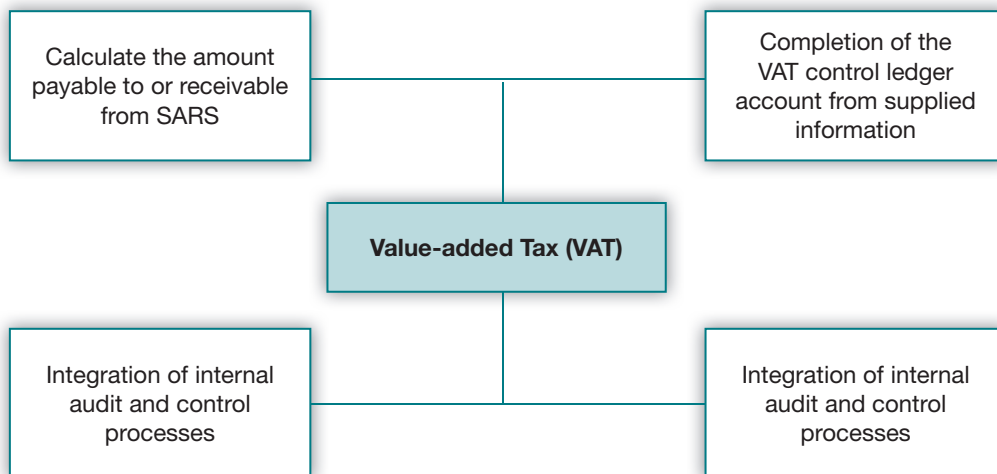 Calculate the amount
payable to or receivable
from SARS
Completion of the
VAT control ledger
account from supplied
information
Value-added Tax (VAT)
Integration of internal
audit and control
processes
Integration of internal
audit and control
processes